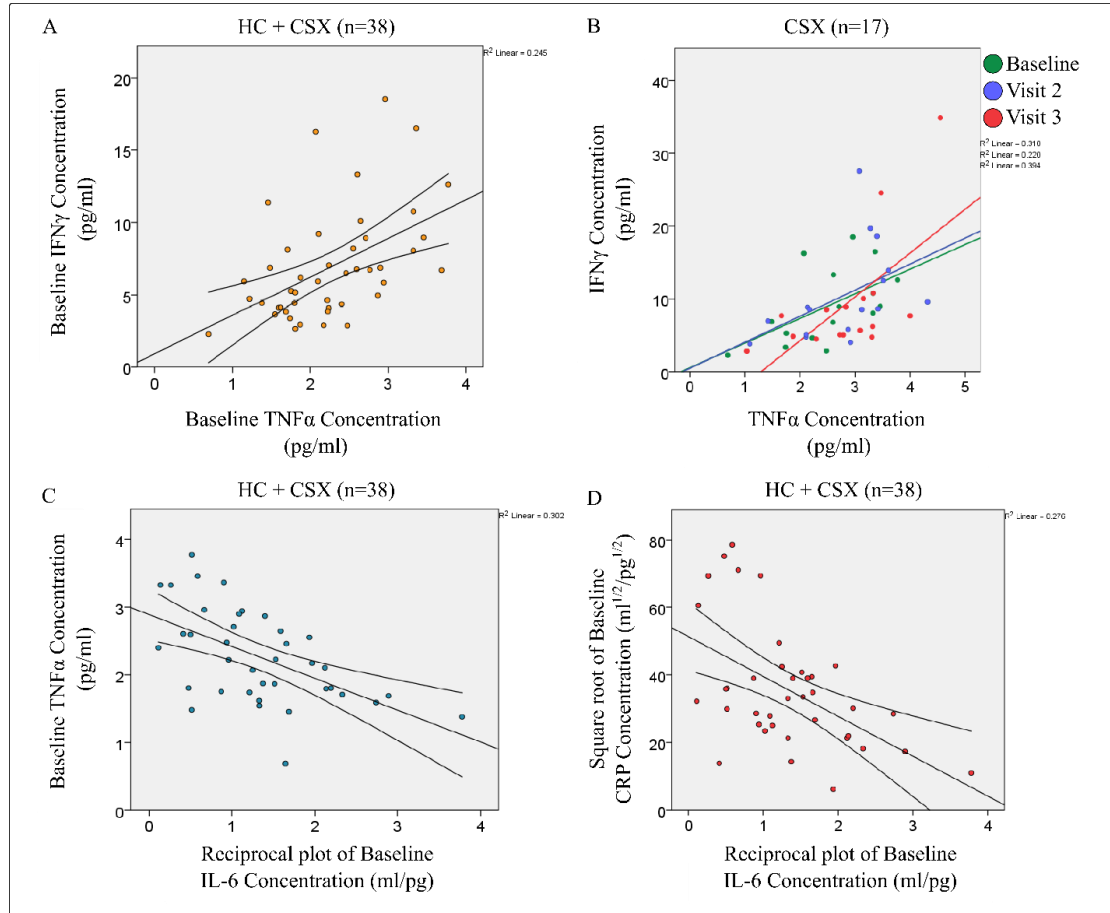 A
HC + CSX (n=38)
R² Linear = 0.245
20
15
10
5
0
0 1 2 3 4
Baseline IFNγ Concentration
(pg/ml)
Baseline TNFα Concentration
(pg/ml)
B
CSX (n=17)
Baseline
Visit 2
Visit 3
R² Linear = 0.310
R² Linear = 0.220
R² Linear = 0.394
40
30
20
10
0
0 1 2 3 4 5
IFNγ Concentration
(pg/ml)
TNFα Concentration
(pg/ml)
C
HC + CSX (n=38)
R² Linear = 0.302
4
3
2
1
0
0 1 2 3 4
Baseline TNFα Concentration
(pg/ml)
Reciprocal plot of Baseline
IL-6 Concentration (ml/pg)
D
HC + CSX (n=38)
R² Linear = 0.276
80
60
40
20
0
0 1 2 3 4
Square root of Baseline
CRP Concentration (ml^1/2/pg^1/2)
Reciprocal plot of Baseline
IL-6 Concentration (ml/pg)